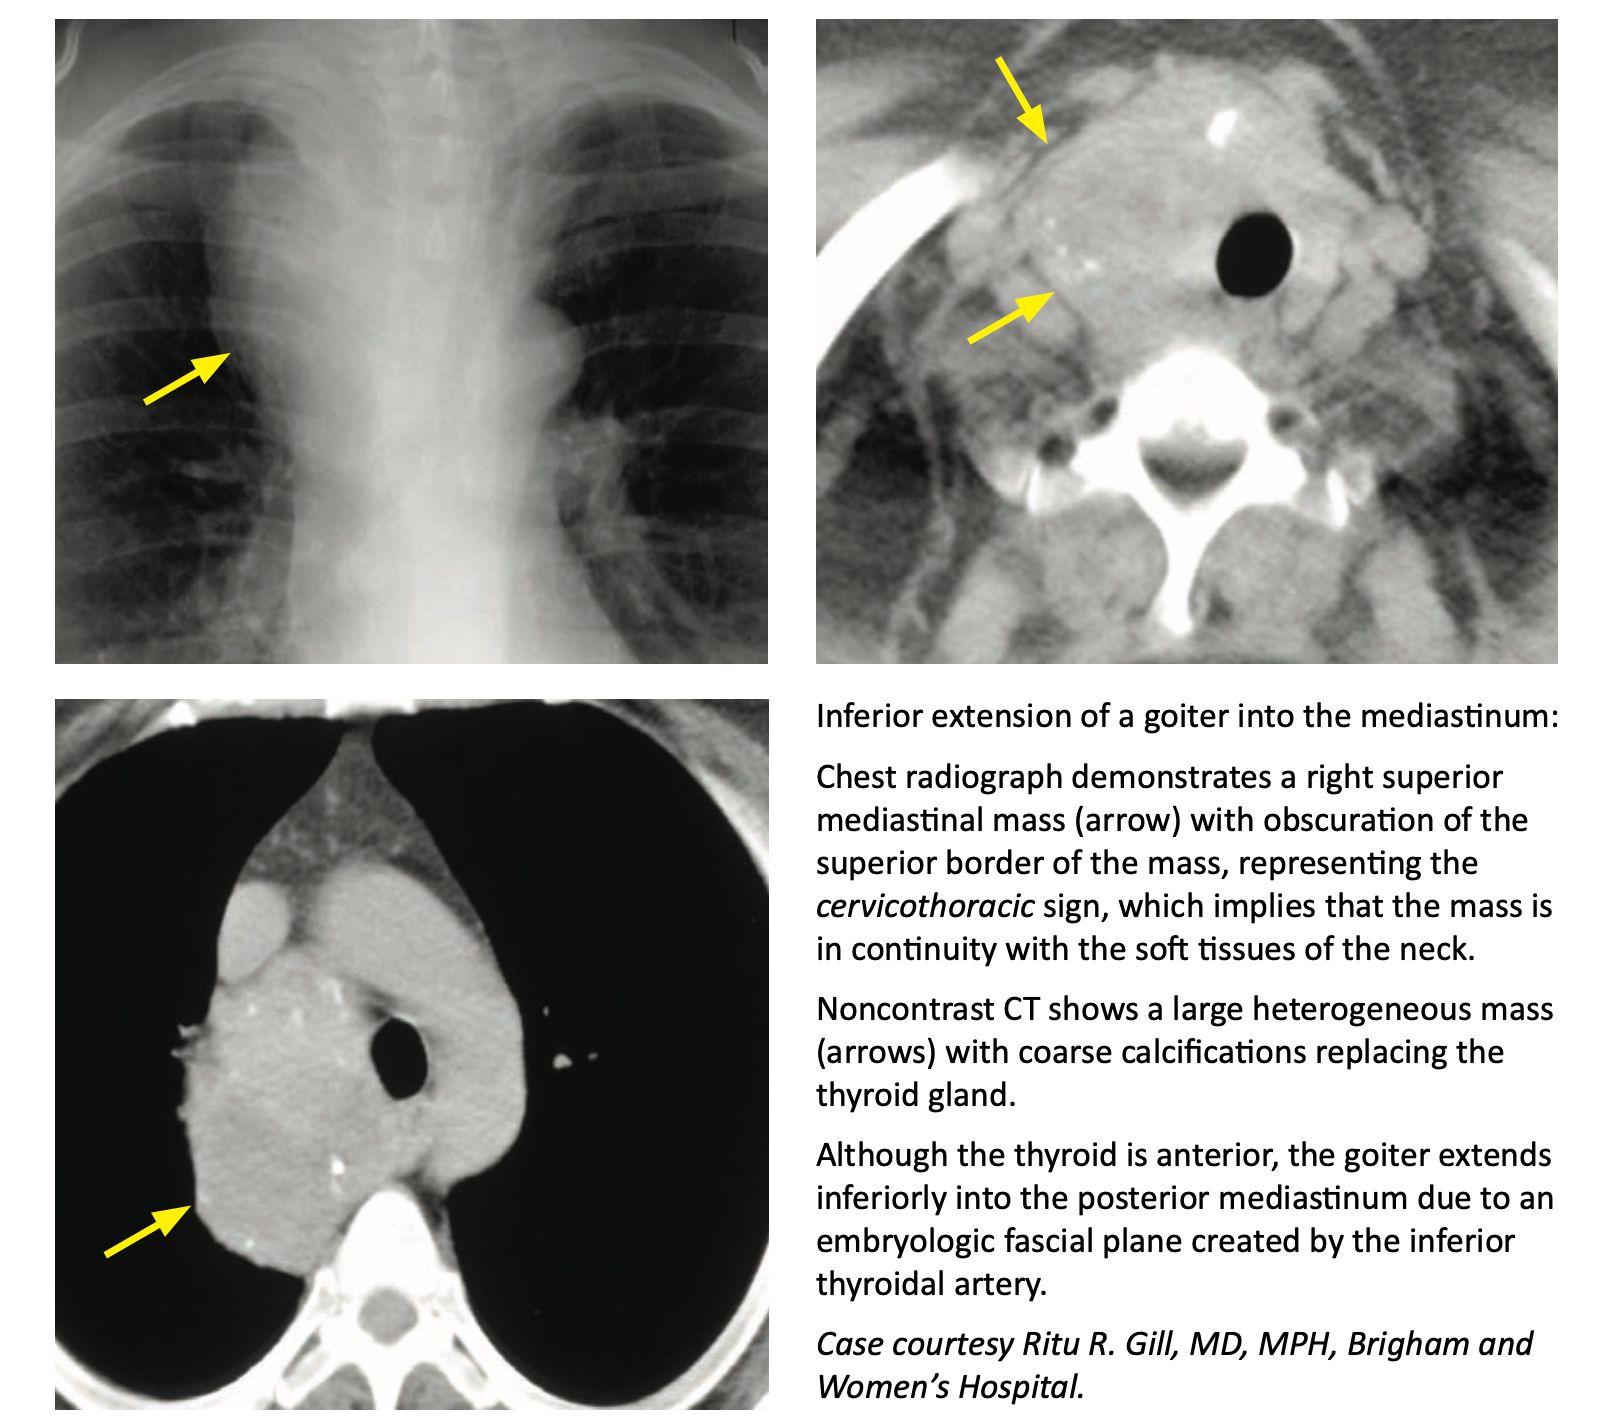 Inferior extension of a goiter into the mediastinum:
Chest radiograph demonstrates a right superior
mediastinal mass (arrow) with obscuration of the
superior border of the mass, representing the
cervicothoracic sign, which implies that the mass is
in continuity with the soft tissues of the neck.
Noncontrast CT shows a large heterogeneous mass
(arrows) with coarse calcifications replacing the
thyroid gland.
Although the thyroid is anterior, the goiter extends
inferiorly into the posterior mediastinum due to an
embryologic fascial plane created by the inferior
thyroidal artery.
Case courtesy Ritu R. Gill, MD, MPH, Brigham and
Women’s Hospital.